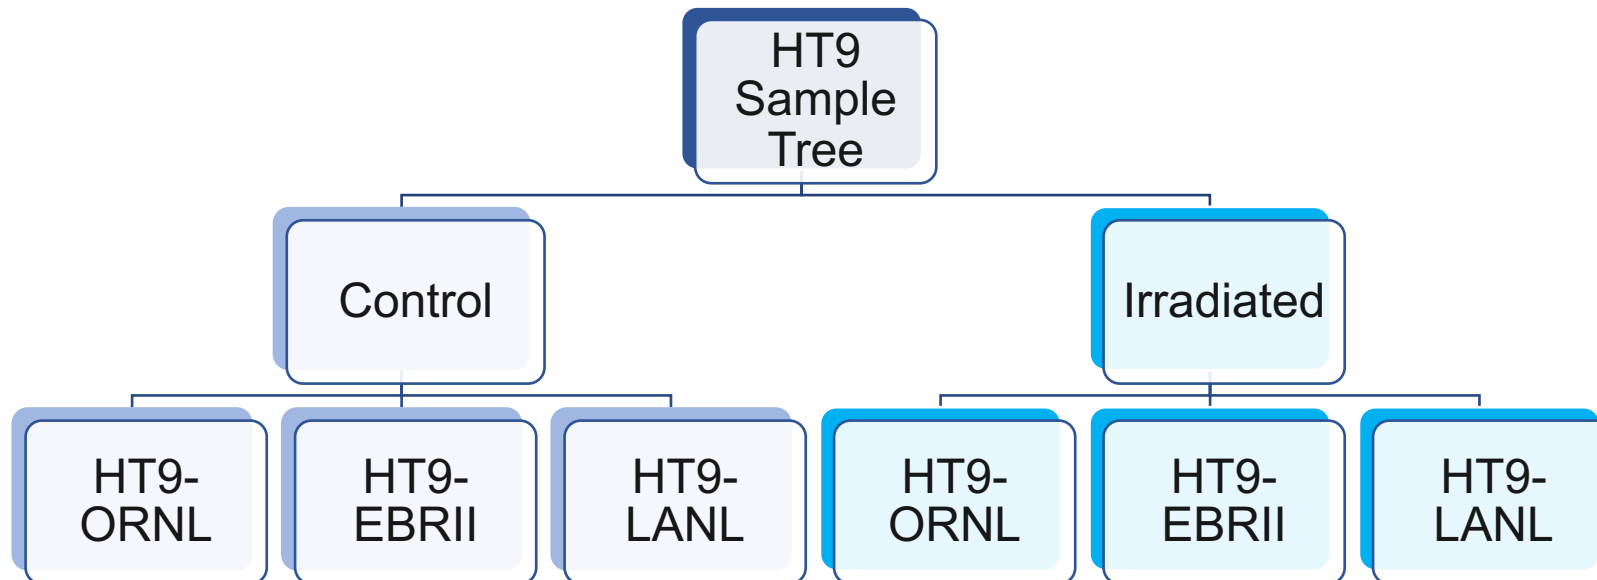 HT9
Sample
Tree
Control
Irradiated
HT9-
ORNL
HT9-
EBRII
HT9-
LANL
HT9-
ORNL
HT9-
EBRII
HT9-
LANL